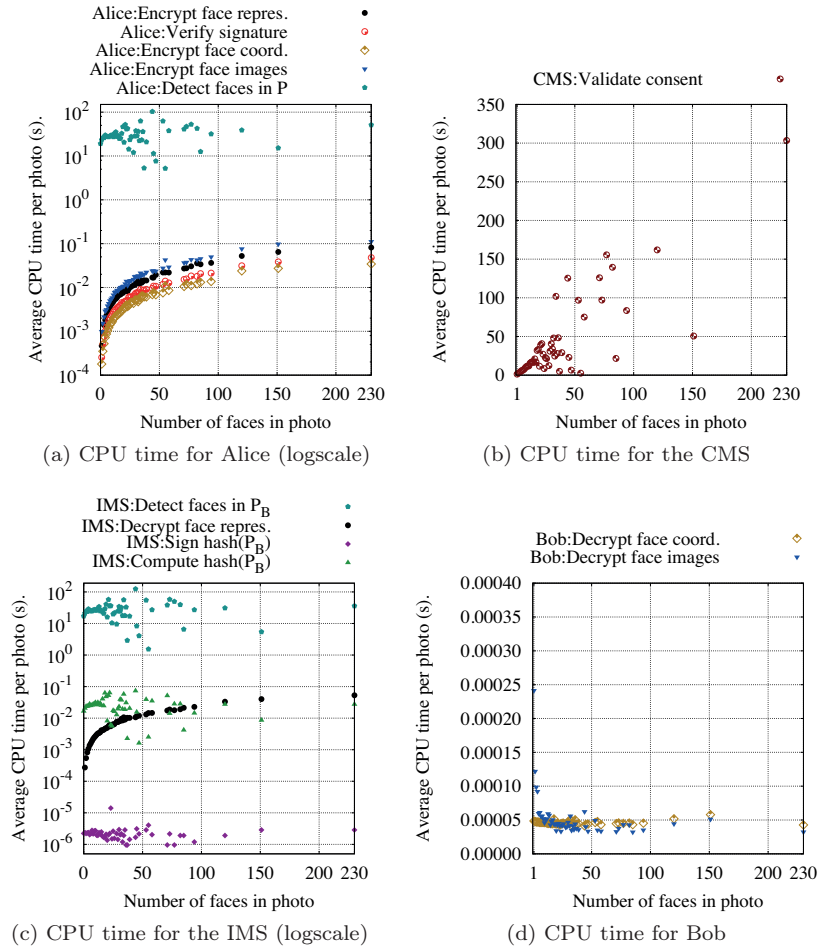 Alice:Encrypt face repres.
Alice:Verify signature
Alice:Encrypt face coord.
Alice:Encrypt face images
Alice:Detect faces in P
Average CPU time per photo (s).
10^2
10^1
10^0
10^-1
10^-2
10^-3
10^-4
0 50 100 150 200 230
Number of faces in photo
(a) CPU time for Alice (logscale)
CMS:Validate consent
Average CPU time per photo (s).
350
300
250
200
150
100
50
0
1 50 100 150 200 230
Number of faces in photo
(b) CPU time for the CMS
IMS:Detect faces in P_B
IMS:Decrypt face repres.
IMS:Sign hash(P_B)
IMS:Compute hash(P_B)
Average CPU time per photo (s).
10^2
10^1
10^0
10^-1
10^-2
10^-3
10^-4
10^-5
10^-6
0 50 100 150 200 230
Number of faces in photo
(c) CPU time for the IMS (logscale)
Bob:Decrypt face coord.
Bob:Decrypt face images
Average CPU time per photo (s).
0.00040
0.00035
0.00030
0.00025
0.00020
0.00015
0.00010
0.00005
0.00000
1 50 100 150 200 230
Number of faces in photo
(d) CPU time for Bob